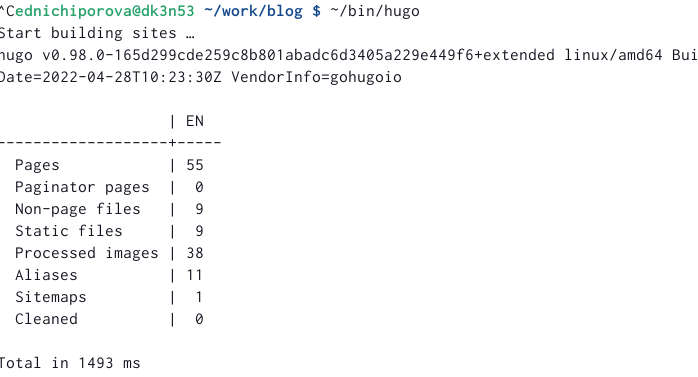 ^Cednichiporova@dk3n53 ~/work/blog $ ~/bin/hugo
Start building sites …
hugo v0.98.0-165d299cde259c8b801abadc6d3405a229e449f6+extended linux/amd64 Bui
Date=2022-04-28T10:23:30Z VendorInfo=gohugoio

                   | EN
-------------------+-----
  Pages            | 55
  Paginator pages  |  0
  Non-page files   |  9
  Static files     |  9
  Processed images | 38
  Aliases          | 11
  Sitemaps         |  1
  Cleaned          |  0

Total in 1493 ms